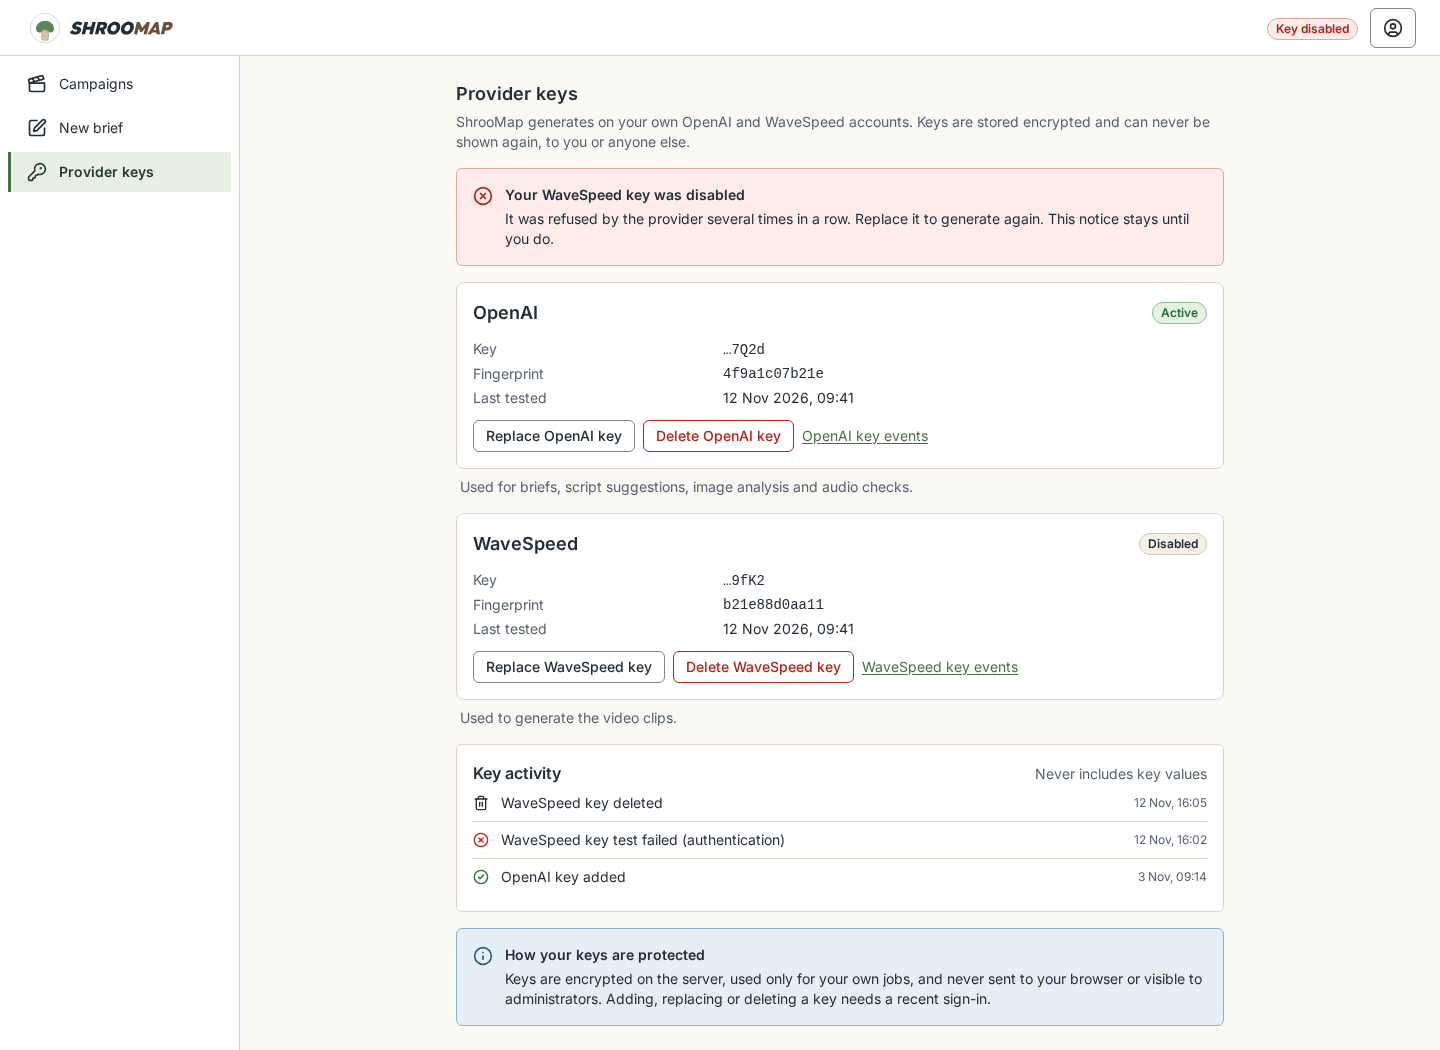 SHROOMAP
Key disabled
Campaigns
New brief
Provider keys
Provider keys
ShrooMap generates on your own OpenAI and WaveSpeed accounts. Keys are stored encrypted and can never be
shown again, to you or anyone else.
Your WaveSpeed key was disabled
It was refused by the provider several times in a row. Replace it to generate again. This notice stays until
you do.
OpenAI
Active
Key …7Q2d
Fingerprint 4f9a1c07b21e
Last tested 12 Nov 2026, 09:41
Replace OpenAI key Delete OpenAI key OpenAI key events
Used for briefs, script suggestions, image analysis and audio checks.
WaveSpeed
Disabled
Key …9fK2
Fingerprint b21e88d0aa11
Last tested 12 Nov 2026, 09:41
Replace WaveSpeed key Delete WaveSpeed key WaveSpeed key events
Used to generate the video clips.
Key activity Never includes key values
WaveSpeed key deleted 12 Nov, 16:05
WaveSpeed key test failed (authentication) 12 Nov, 16:02
OpenAI key added 3 Nov, 09:14
How your keys are protected
Keys are encrypted on the server, used only for your own jobs, and never sent to your browser or visible to
administrators. Adding, replacing or deleting a key needs a recent sign-in.